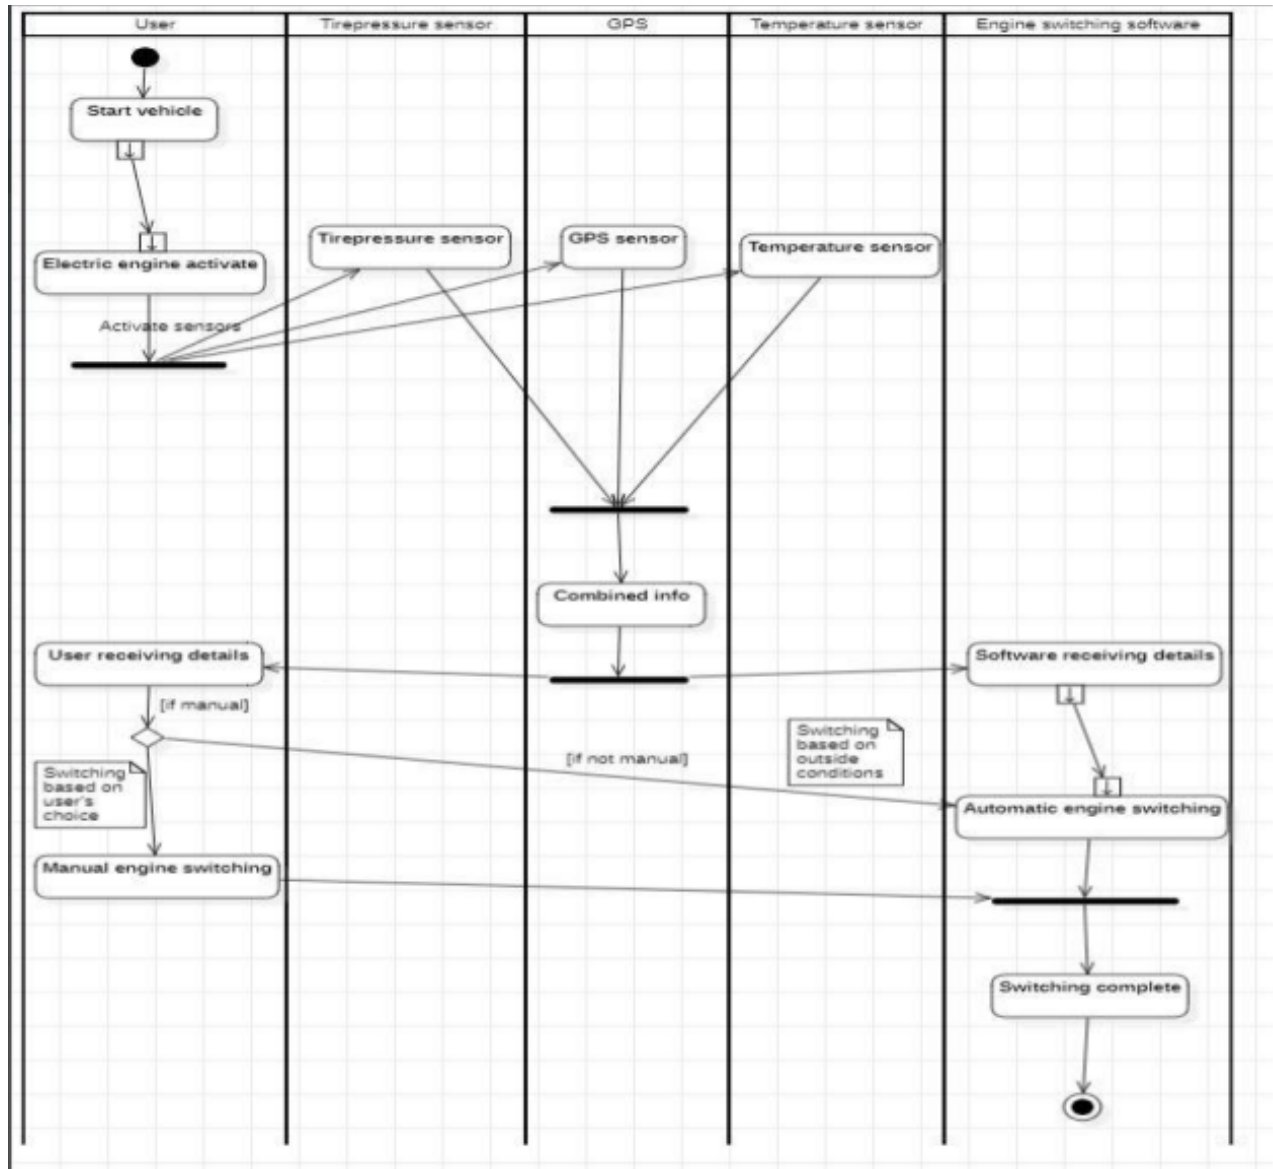 User
Tirepressure sensor
GPS
Temperature sensor
Engine switching software
Start vehicle
Electric engine activate
Tirepressure sensor
GPS sensor
Temperature sensor
Activate sensors
Combined info
User receiving details
Software receiving details
[if manual]
[if not manual]
Switching
based on
outside
conditions
Switching
based on
user's
choice
Automatic engine switching
Manual engine switching
Switching complete